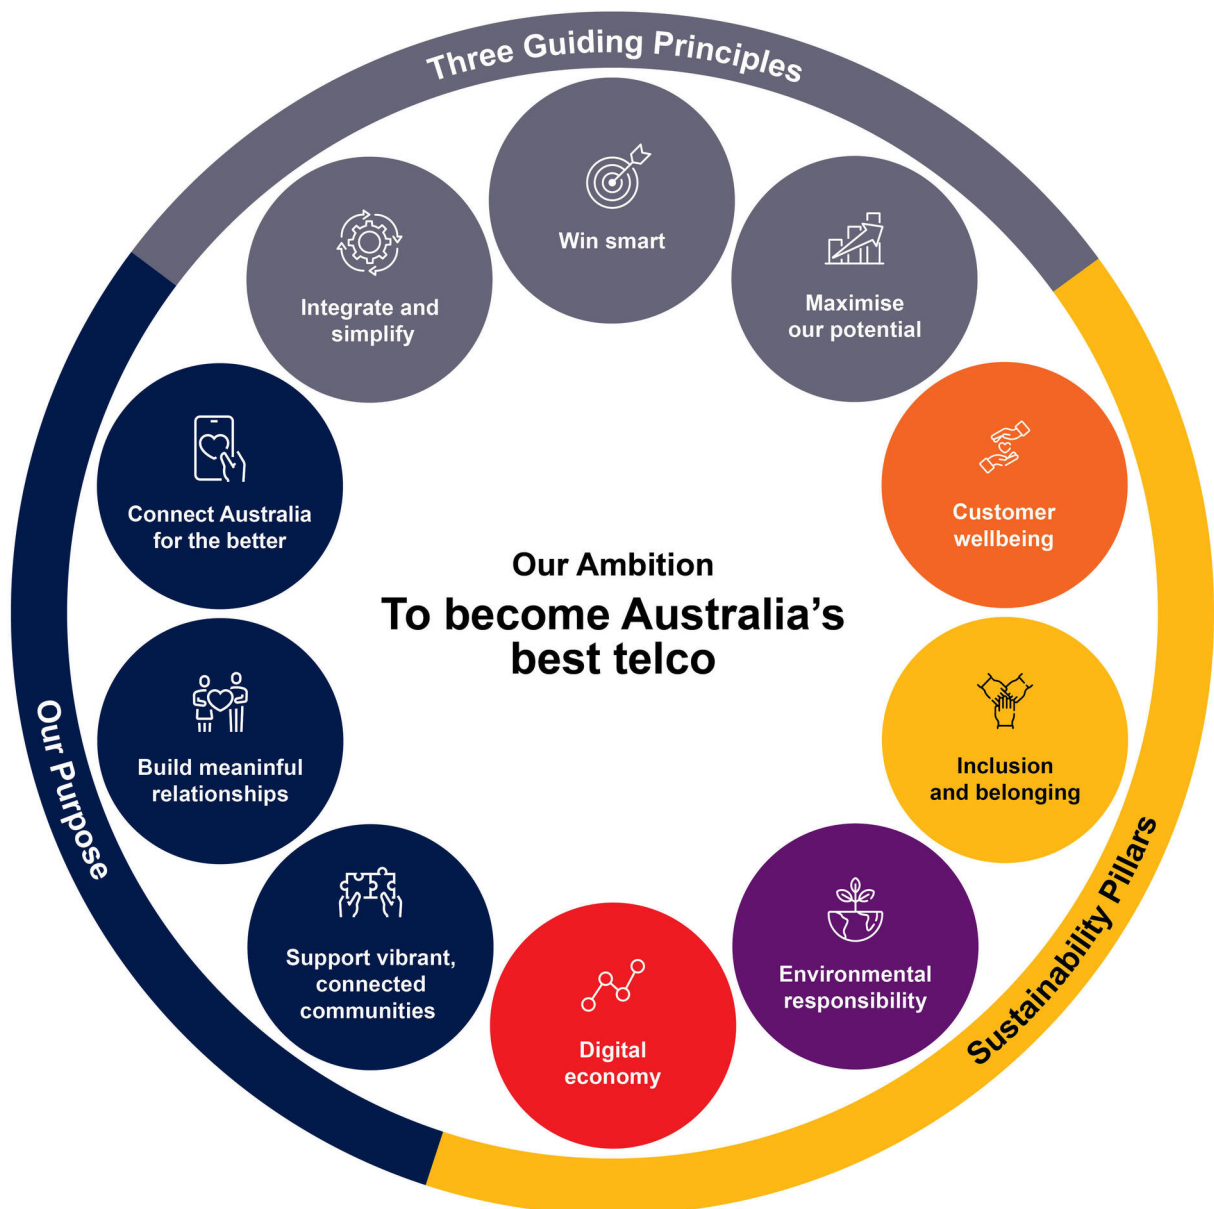 Three Guiding Principles
Integrate and
simplify
Win smart
Maximise
our potential
Our Purpose
Connect Australia
for the better
Build meaninful
relationships
Support vibrant,
connected
communities
Our Ambition
To become Australia's
best telco
Sustainability Pillars
Customer
wellbeing
Inclusion
and belonging
Environmental
responsibility
Digital
economy